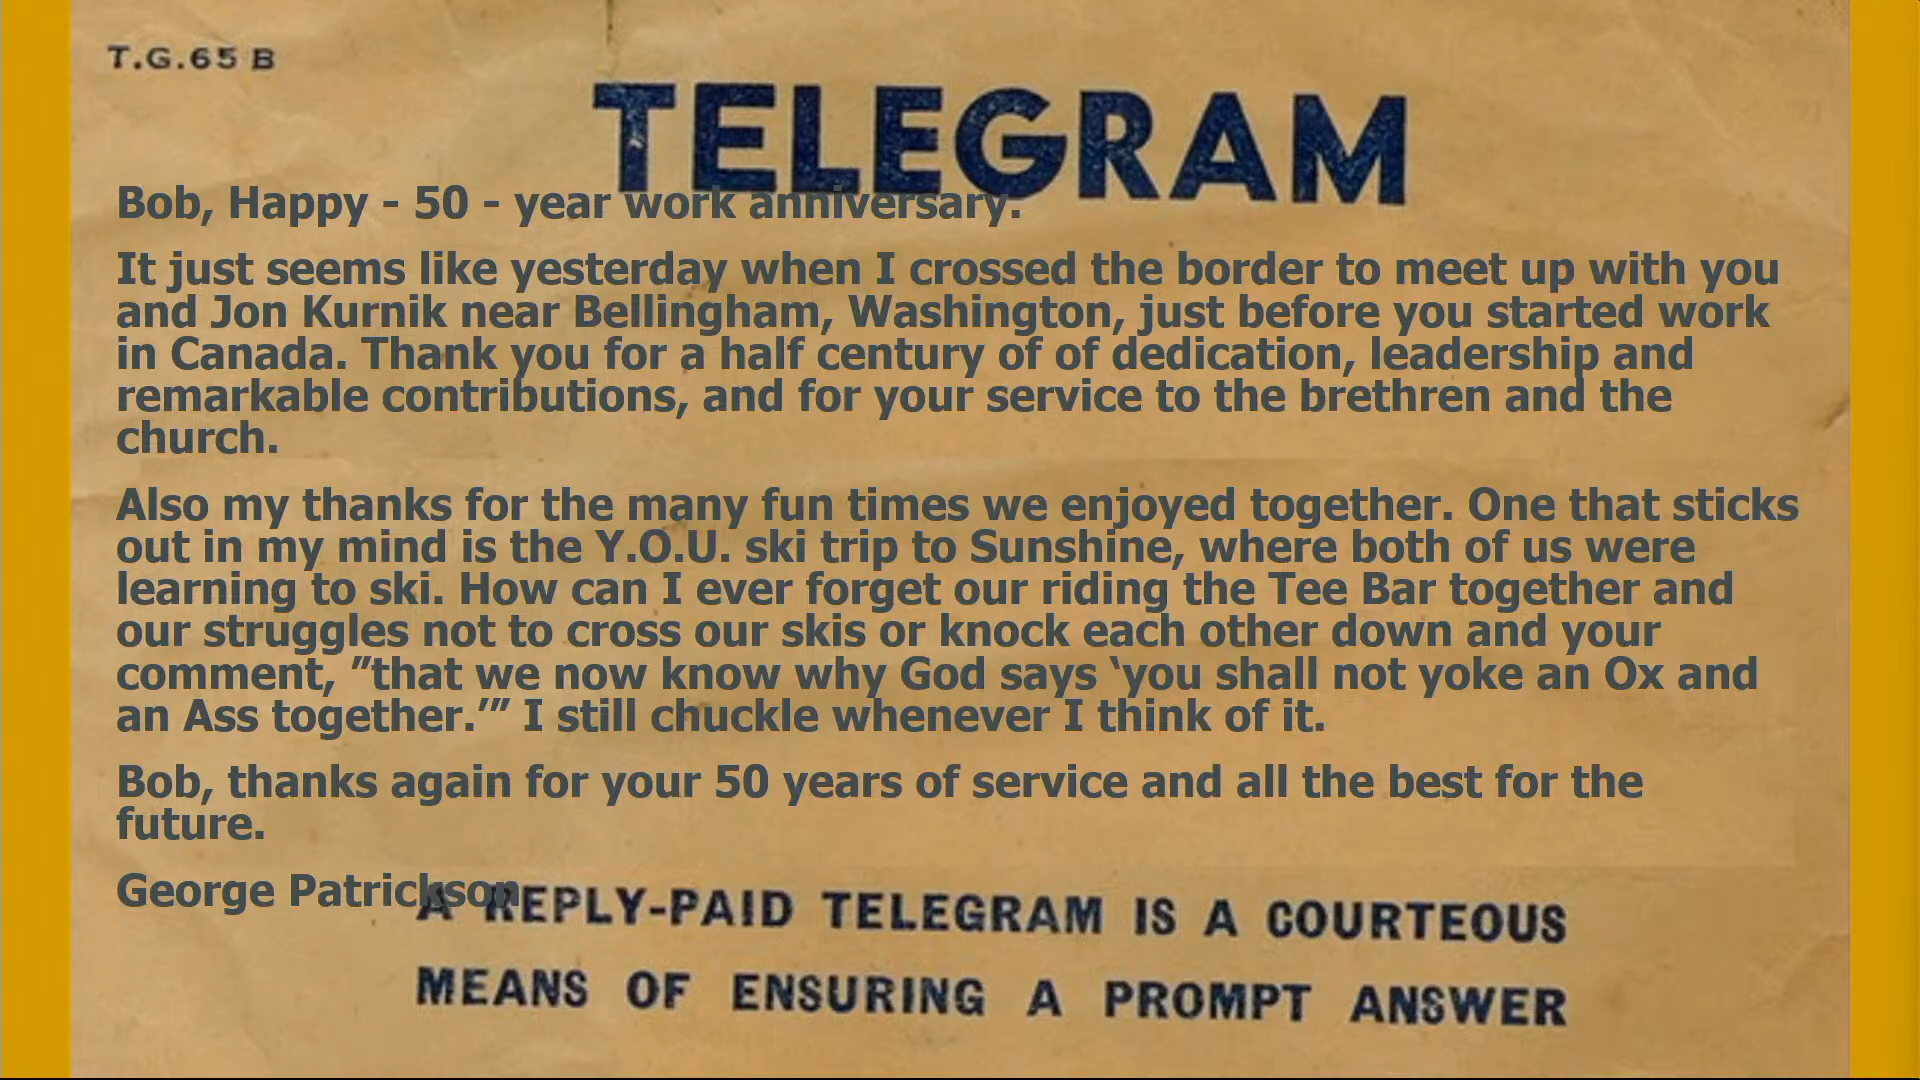 T.G.65 B
TELEGRAM
Bob, Happy - 50 - year work anniversary.
It just seems like yesterday when I crossed the border to meet up with you
and Jon Kurnik near Bellingham, Washington, just before you started work
in Canada. Thank you for a half century of of dedication, leadership and
remarkable contributions, and for your service to the brethren and the
church.
Also my thanks for the many fun times we enjoyed together. One that sticks
out in my mind is the Y.O.U. ski trip to Sunshine, where both of us were
learning to ski. How can I ever forget our riding the Tee Bar together and
our struggles not to cross our skis or knock each other down and your
comment, ”that we now know why God says ‘you shall not yoke an Ox and
an Ass together.’” I still chuckle whenever I think of it.
Bob, thanks again for your 50 years of service and all the best for the
future.
George Patrickson
A REPLY-PAID TELEGRAM IS A COURTEOUS
MEANS OF ENSURING A PROMPT ANSWER